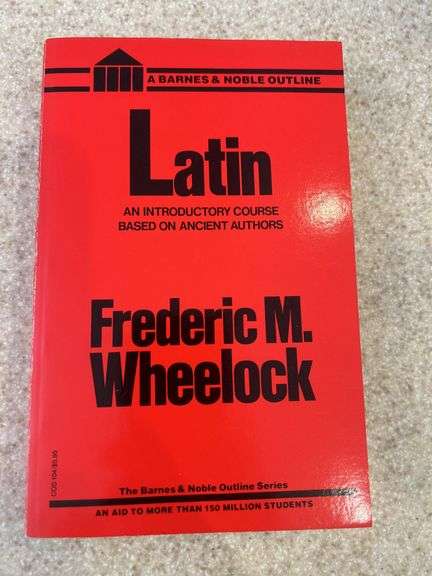 A BARNES & NOBLE OUTLINE
Latin
AN INTRODUCTORY COURSE
BASED ON ANCIENT AUTHORS
Frederic M.
Wheelock
The Barnes & Noble Outline Series
AN AID TO MORE THAN 150 MILLION STUDENTS